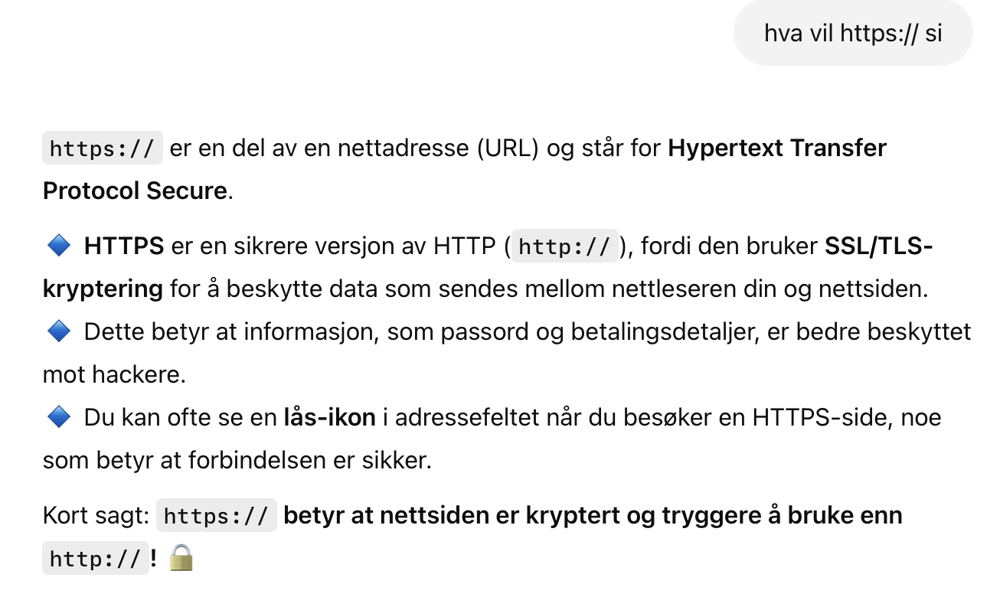 hva vil https:// si
https:// er en del av en nettadresse (URL) og står for Hypertext Transfer
Protocol Secure.
🔷 HTTPS er en sikrere versjon av HTTP (http://), fordi den bruker SSL/TLS-
kryptering for å beskytte data som sendes mellom nettleseren din og nettsiden.
🔷 Dette betyr at informasjon, som passord og betalingsdetaljer, er bedre beskyttet
mot hackere.
🔷 Du kan ofte se en lås-ikon i adressefeltet når du besøker en HTTPS-side, noe
som betyr at forbindelsen er sikker.
Kort sagt: https:// betyr at nettsiden er kryptert og tryggere å bruke enn
http://! 🔒